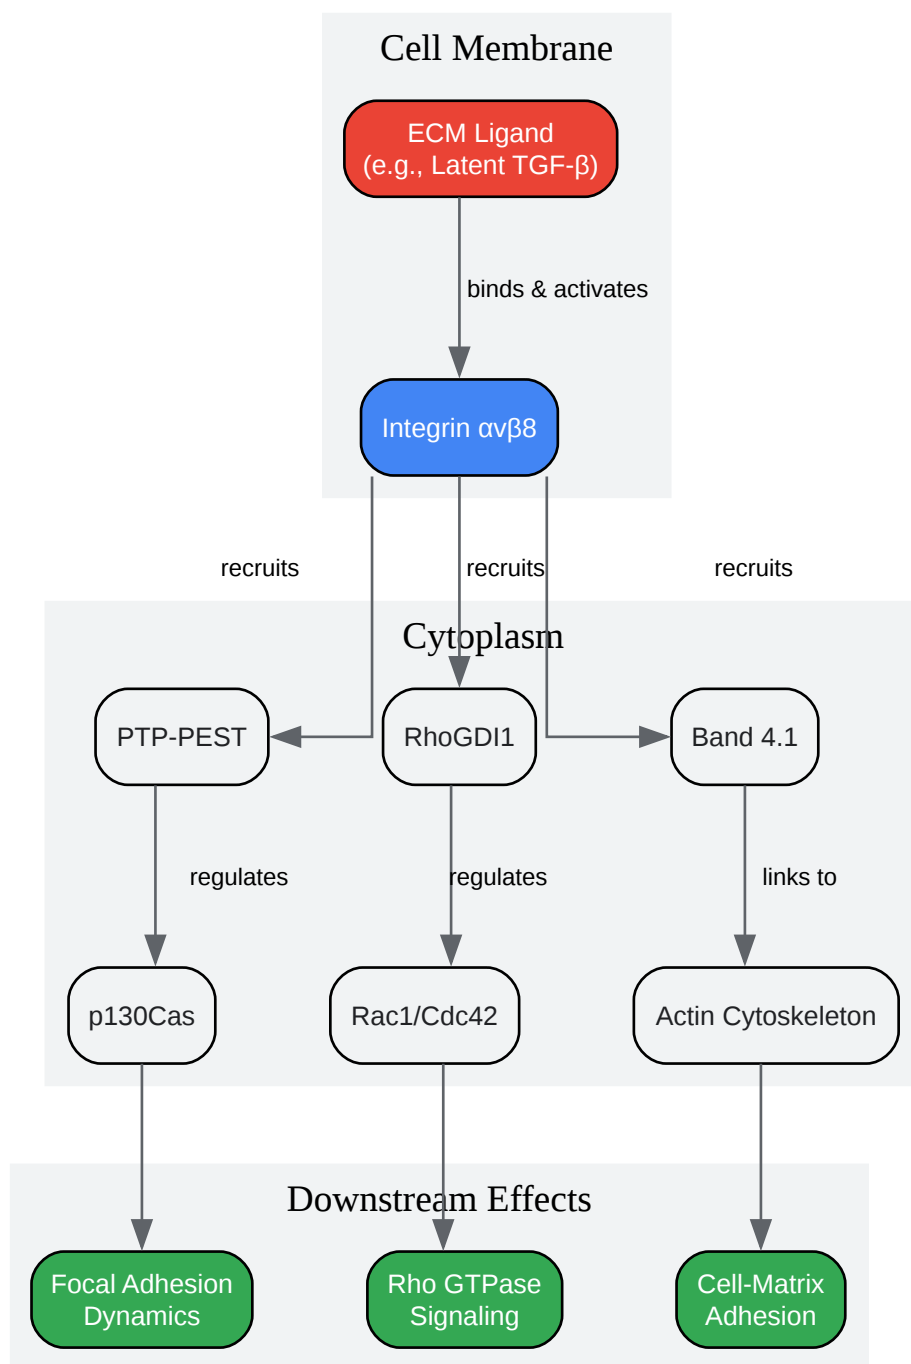 Cell Membrane
ECM Ligand
(e.g., Latent TGF-β)
binds & activates
Integrin αvβ8
recruits
recruits
recruits
Cytoplasm
PTP-PEST
RhoGDI1
Band 4.1
regulates
regulates
links to
p130Cas
Rac1/Cdc42
Actin Cytoskeleton
Downstream Effects
Focal Adhesion
Dynamics
Rho GTPase
Signaling
Cell-Matrix
Adhesion